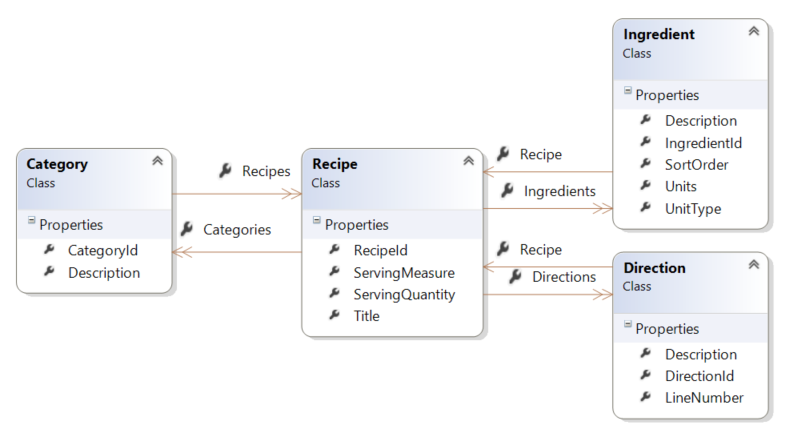 Category
Class
Properties
CategoryId
Description
Recipes
Categories
Recipe
Class
Properties
RecipeId
ServingMeasure
ServingQuantity
Title
Recipe
Ingredients
Recipe
Directions
Ingredient
Class
Properties
Description
IngredientId
SortOrder
Units
UnitType
Direction
Class
Properties
Description
DirectionId
LineNumber